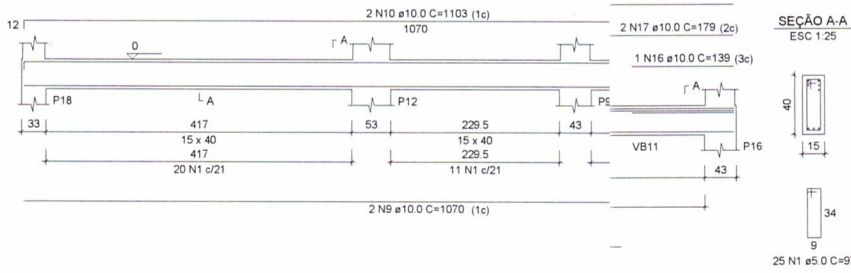 2 N10 ø10.0 C=1103 (1c)
12
1070
2 N17 ø10.0 C=179 (2c)
SEÇÃO A-A
ESC 1:25
0
A
1 N16 ø10.0 C=139 (3c)
A
P18
A
P12
P9
40
33
417
53
229.5
43
VB11
P16
15
15 x 40
15 x 40
43
417
229.5
20 N1 c/21
11 N1 c/21
34
2 N9 ø10.0 C=1070 (1c)
9
25 N1 ø5.0 C=9